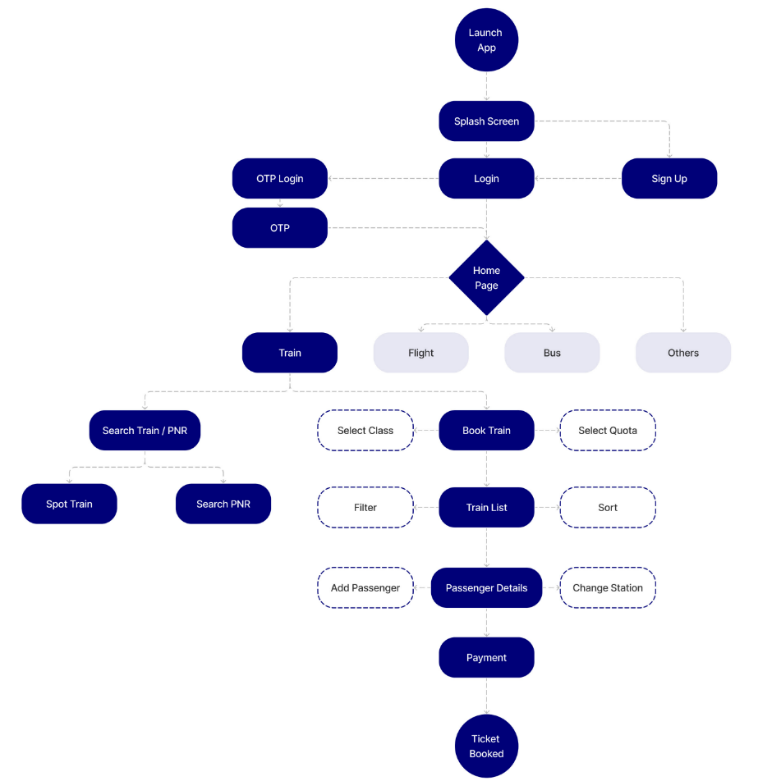 Launch
App
Splash Screen
OTP Login
Login
Sign Up
OTP
Home
Page
Train
Flight
Bus
Others
Search Train / PNR
Select Class
Book Train
Select Quota
Spot Train
Search PNR
Filter
Train List
Sort
Add Passenger
Passenger Details
Change Station
Payment
Ticket
Booked